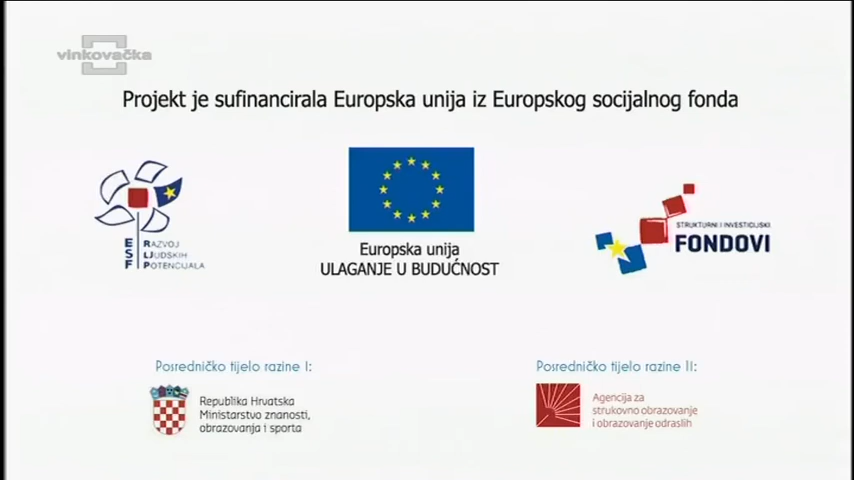 vinkovačka
Projekt je sufinancirala Europska unija iz Europskog socijalnog fonda
ESF
RAZVOJ
LJUDSKIH
POTENCIJALA
Europska unija
ULAGANJE U BUDUĆNOST
STRUKTURNI I INVESTICIJSKI
FONDOVI
Posredničko tijelo razine I:
Republika Hrvatska
Ministarstvo znanosti,
obrazovanja i sporta
Posredničko tijelo razine II:
Agencija za
strukovno obrazovanje
i obrazovanje odraslih